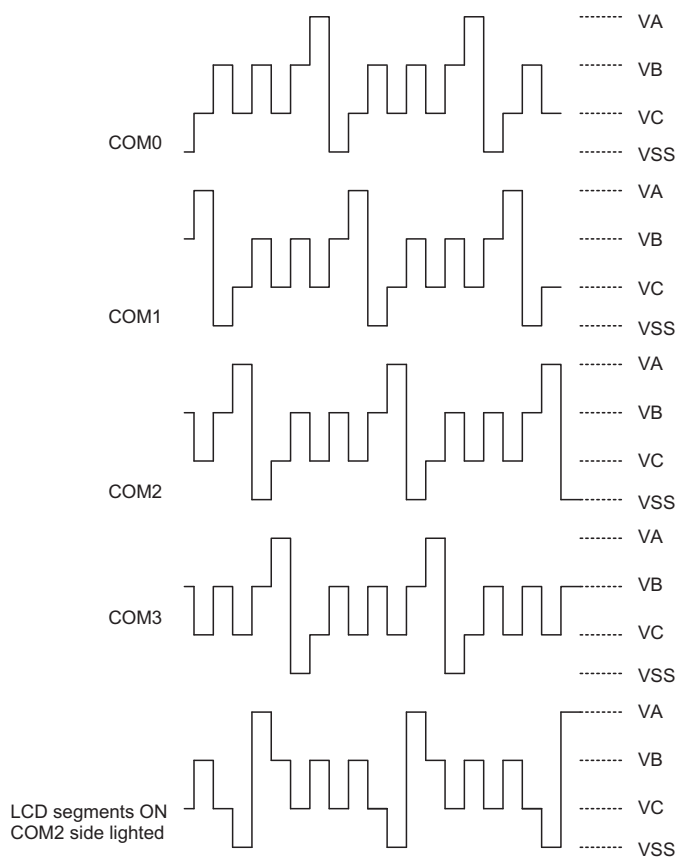 VA
VB
VC
COM0
VSS
VA
VB
VC
COM1
VSS
VA
VB
VC
COM2
VSS
VA
VB
COM3
VC
VSS
VA
VB
LCD segments ON
VC
COM2 side lighted
VSS